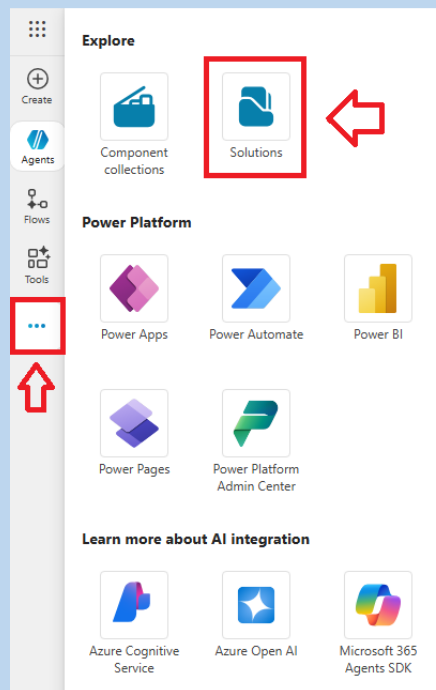 Create
Agents
Flows
Tools
Explore
Component
collections
Solutions
Power Platform
Power Apps
Power Automate
Power BI
Power Pages
Power Platform
Admin Center
Learn more about AI integration
Azure Cognitive
Service
Azure Open AI
Microsoft 365
Agents SDK